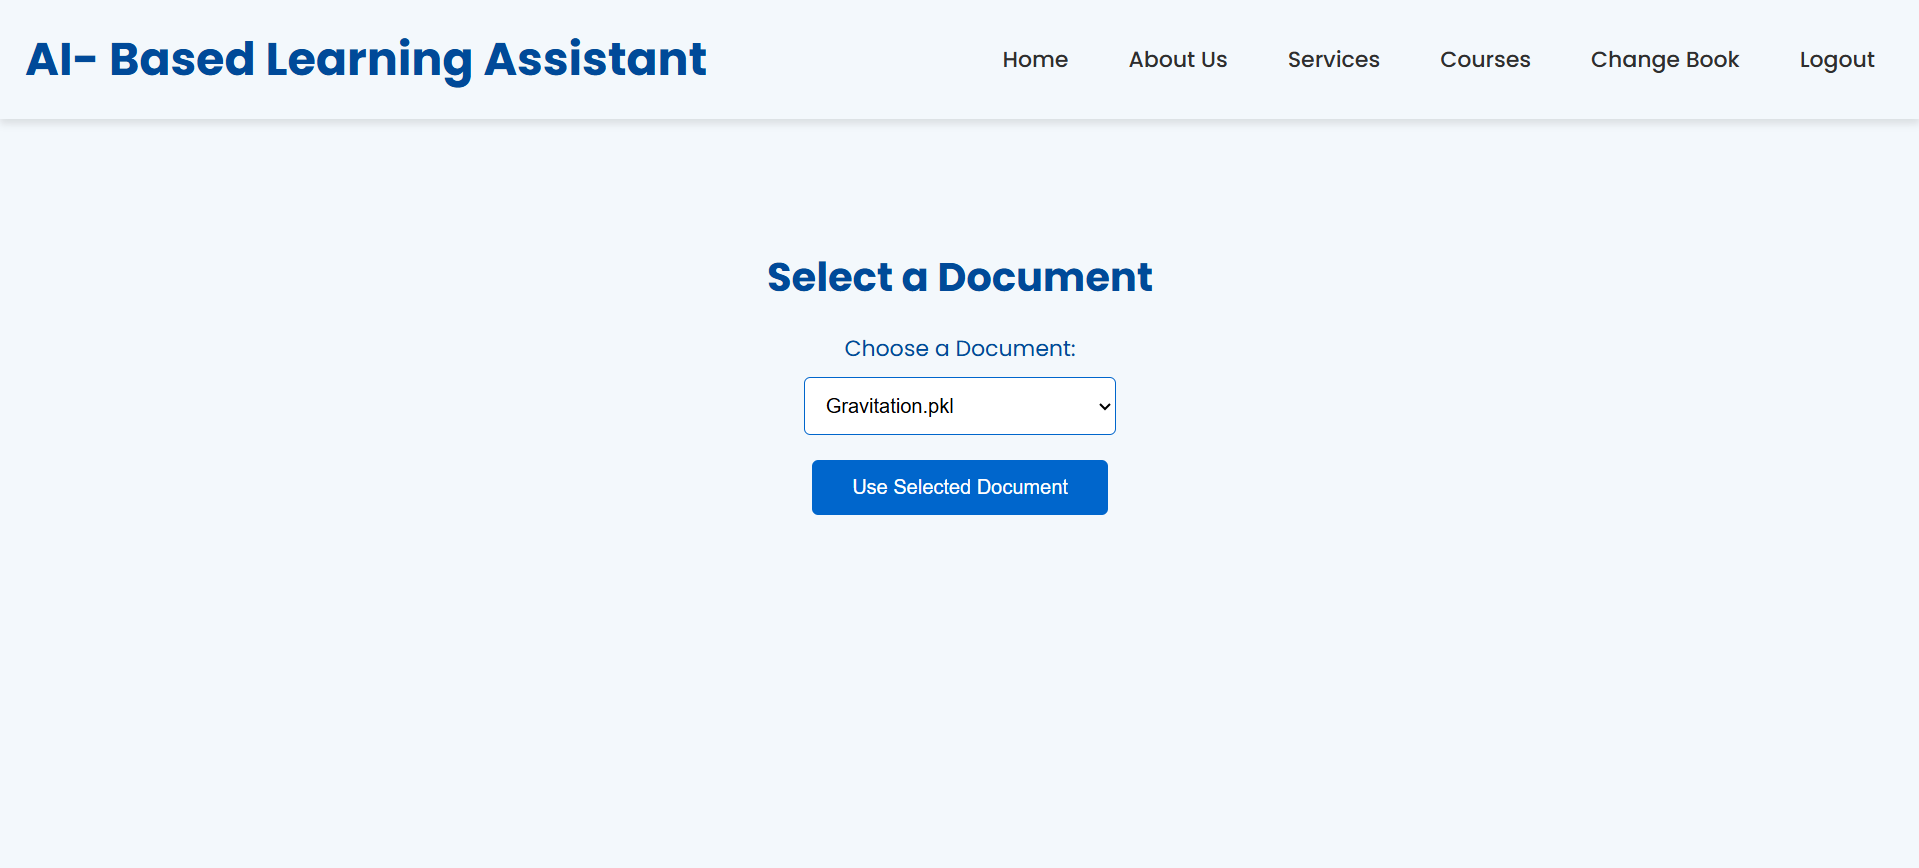 AI- Based Learning Assistant
Home About Us Services Courses Change Book Logout
Select a Document
Choose a Document:
Gravitation.pkl
Use Selected Document